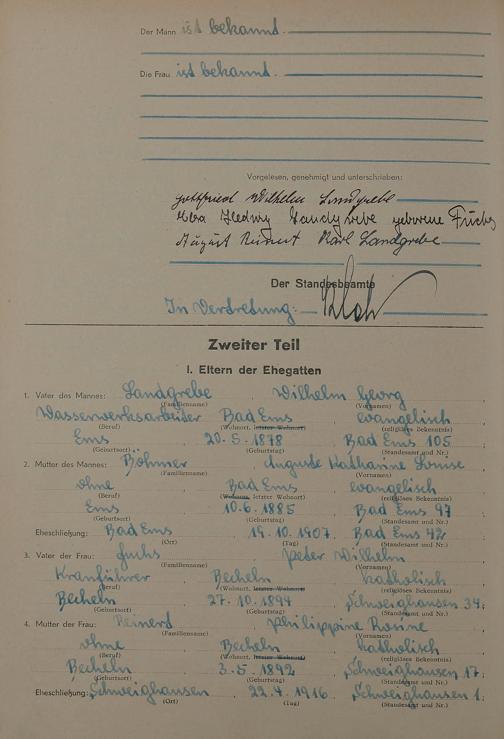 Der Mann ist bekannt.
Die Frau ist bekannt.
Vorgelesen, genehmigt und unterschrieben:
Gottfried Wilhelm Landgrebe
Hedwig Landgrebe geborene Fuchs
August Karl Landgrebe
Der Standesbeamte
In Vertretung:
Zweiter Teil
I. Eltern der Ehegatten
1. Vater des Mannes: Landgrebe, Wilhelm Georg,
(Familienname) (Vornamen)
Wasserwerksarbeiter Bad Ems evangelisch,
(Beruf) (Wohnort, letzter Wohnort) (religiöses Bekenntnis)
Ems 20.5.1878 Bad Ems 105
(Geburtsort) (Geburtstag) (Standesamt und Nr.)
2. Mutter des Mannes: Böhmer, Auguste Katharine Louise,
(Familienname) (Vornamen)
ohne Bad Ems evangelisch,
(Beruf) (Wohnort, letzter Wohnort) (religiöses Bekenntnis)
Ems 10.6.1885 Bad Ems 97
(Geburtsort) (Geburtstag) (Standesamt und Nr.)
Eheschließung: Bad Ems 19.10.1907, Bad Ems 42
(Ort) (Tag) (Standesamt und Nr.)
3. Vater der Frau: Fuchs, Peter Wilhelm,
(Familienname) (Vornamen)
Kranführer Becheln katholisch,
(Beruf) (Wohnort, letzter Wohnort) (religiöses Bekenntnis)
Becheln 27.10.1894 Schweighausen 34;
(Geburtsort) (Geburtstag) (Standesamt und Nr.)
4. Mutter der Frau: Philippine Rosine,
(Familienname) (Vornamen)
ohne Becheln katholisch,
(Beruf) (Wohnort, letzter Wohnort) (religiöses Bekenntnis)
Becheln 3.5.1892 Schweighausen 17;
(Geburtsort) (Geburtstag) (Standesamt und Nr.)
Eheschließung: Schweighausen 22.4.1916, Schweighausen 1.
(Ort) (Tag) (Standesamt und Nr.)